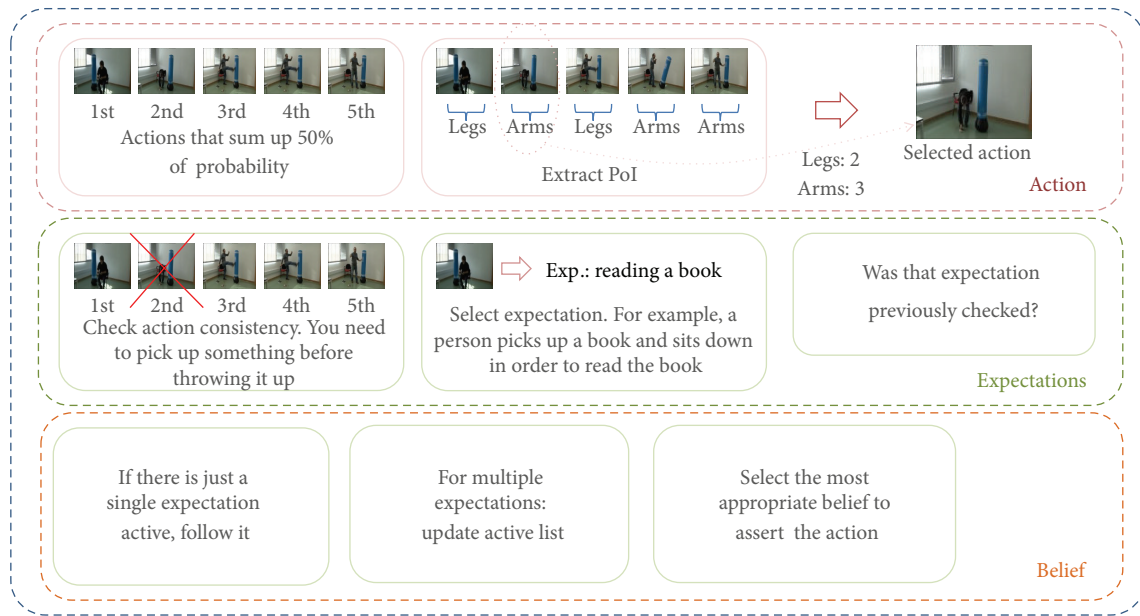 1st 2nd 3rd 4th 5th
Actions that sum up 50%
of probability
Legs Arms Legs Arms Arms
Extract PoI
Legs: 2
Arms: 3
Selected action
Action
1st 2nd 3rd 4th 5th
Check action consistency. You need
to pick up something before
throwing it up
Exp.: reading a book
Select expectation. For example, a
person picks up a book and sits down
in order to read the book
Was that expectation
previously checked?
Expectations
If there is just a
single expectation
active, follow it
For multiple
expectations:
update active list
Select the most
appropriate belief to
assert the action
Belief